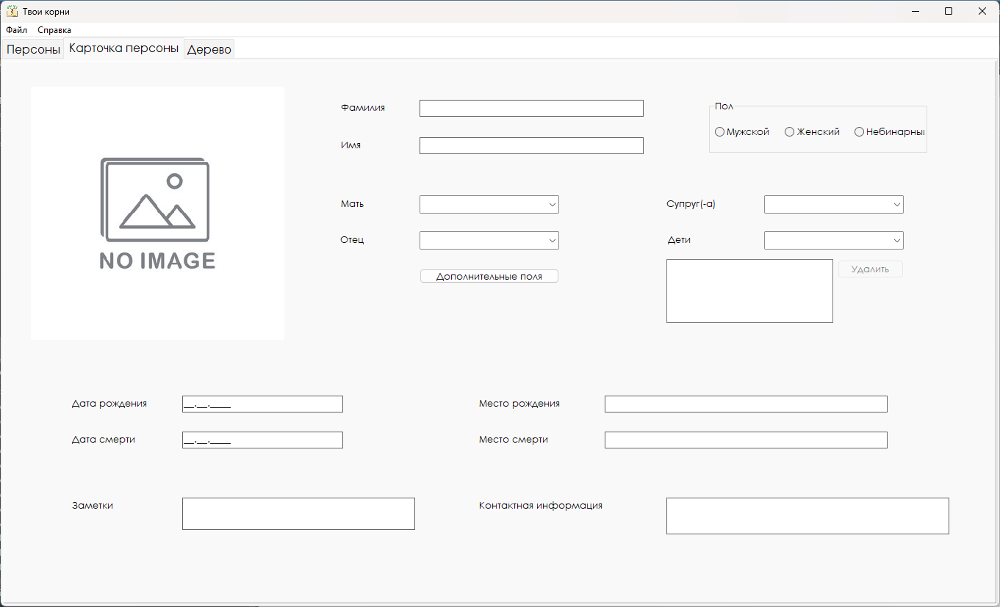 Твои корни
Файл Справка
Персоны Карточка персоны Дерево
NO IMAGE
Фамилия
Имя
Пол
Мужской Женский Небинарны
Мать
Супруг(-а)
Отец
Дети
Дополнительные поля
Удалить
Дата рождения __.__.____
Место рождения
Дата смерти __.__.____
Место смерти
Заметки
Контактная информация